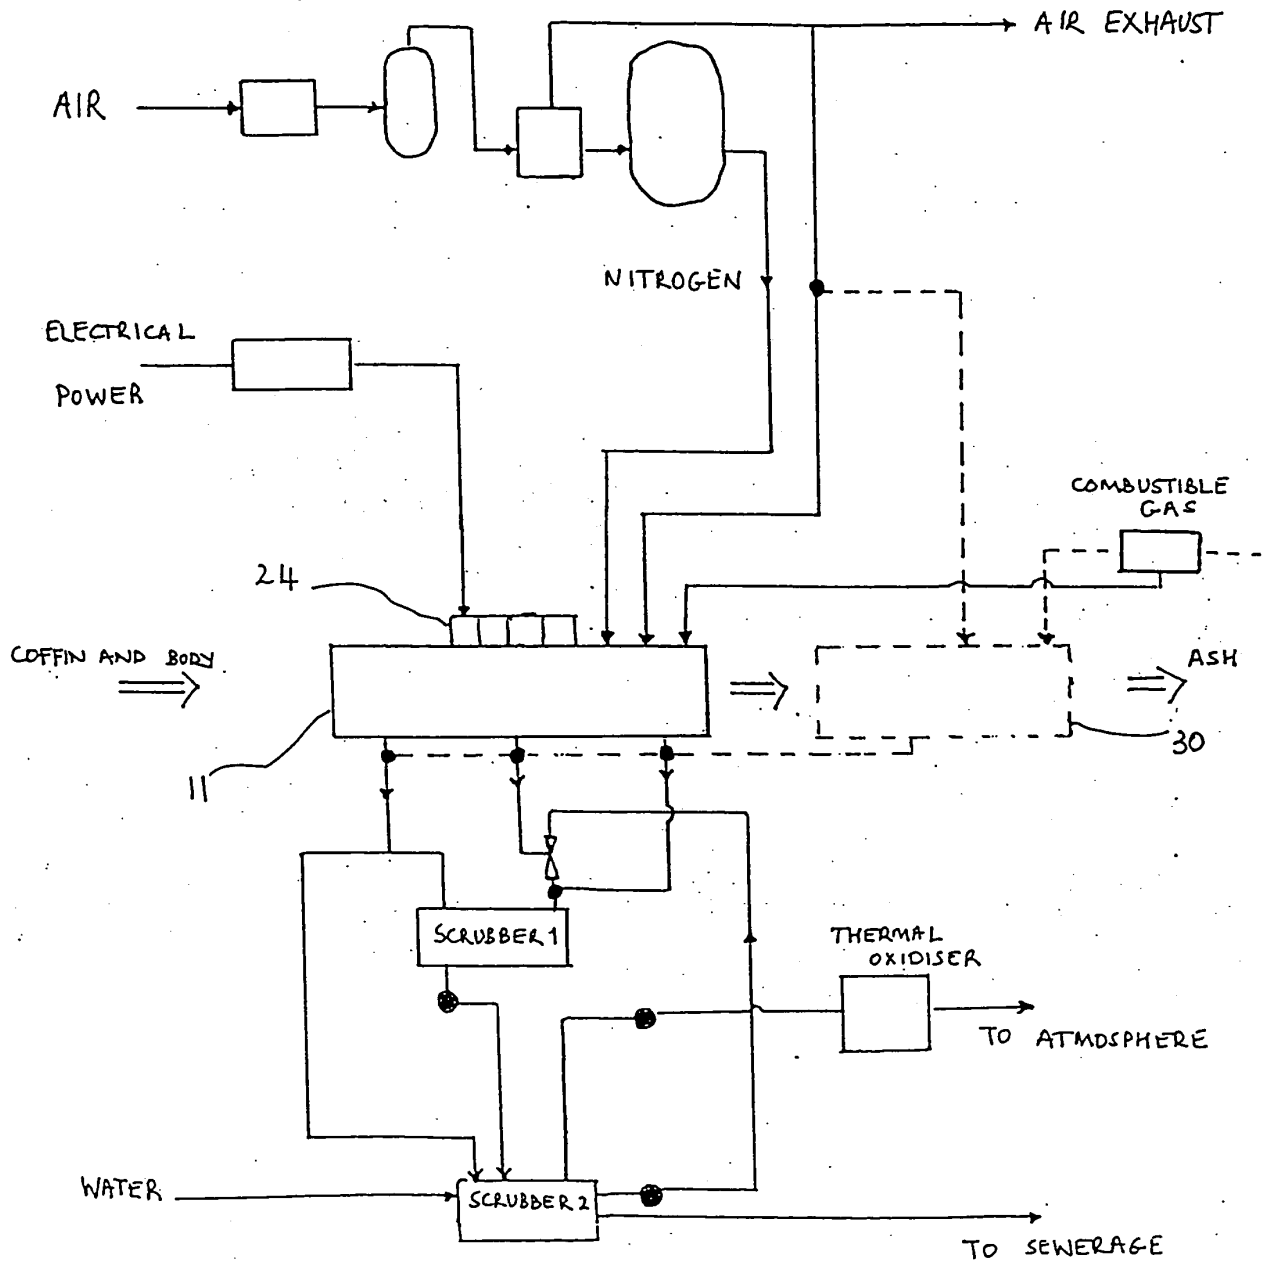 AIR EXHAUST
AIR
NITROGEN
ELECTRICAL
POWER
COMBUSTIBLE
GAS
24
COFFIN AND BODY
ASH
30
11
SCRUBBER 1
THERMAL
OXIDISER
TO ATMOSPHERE
WATER
SCRUBBER 2
TO SEWERAGE